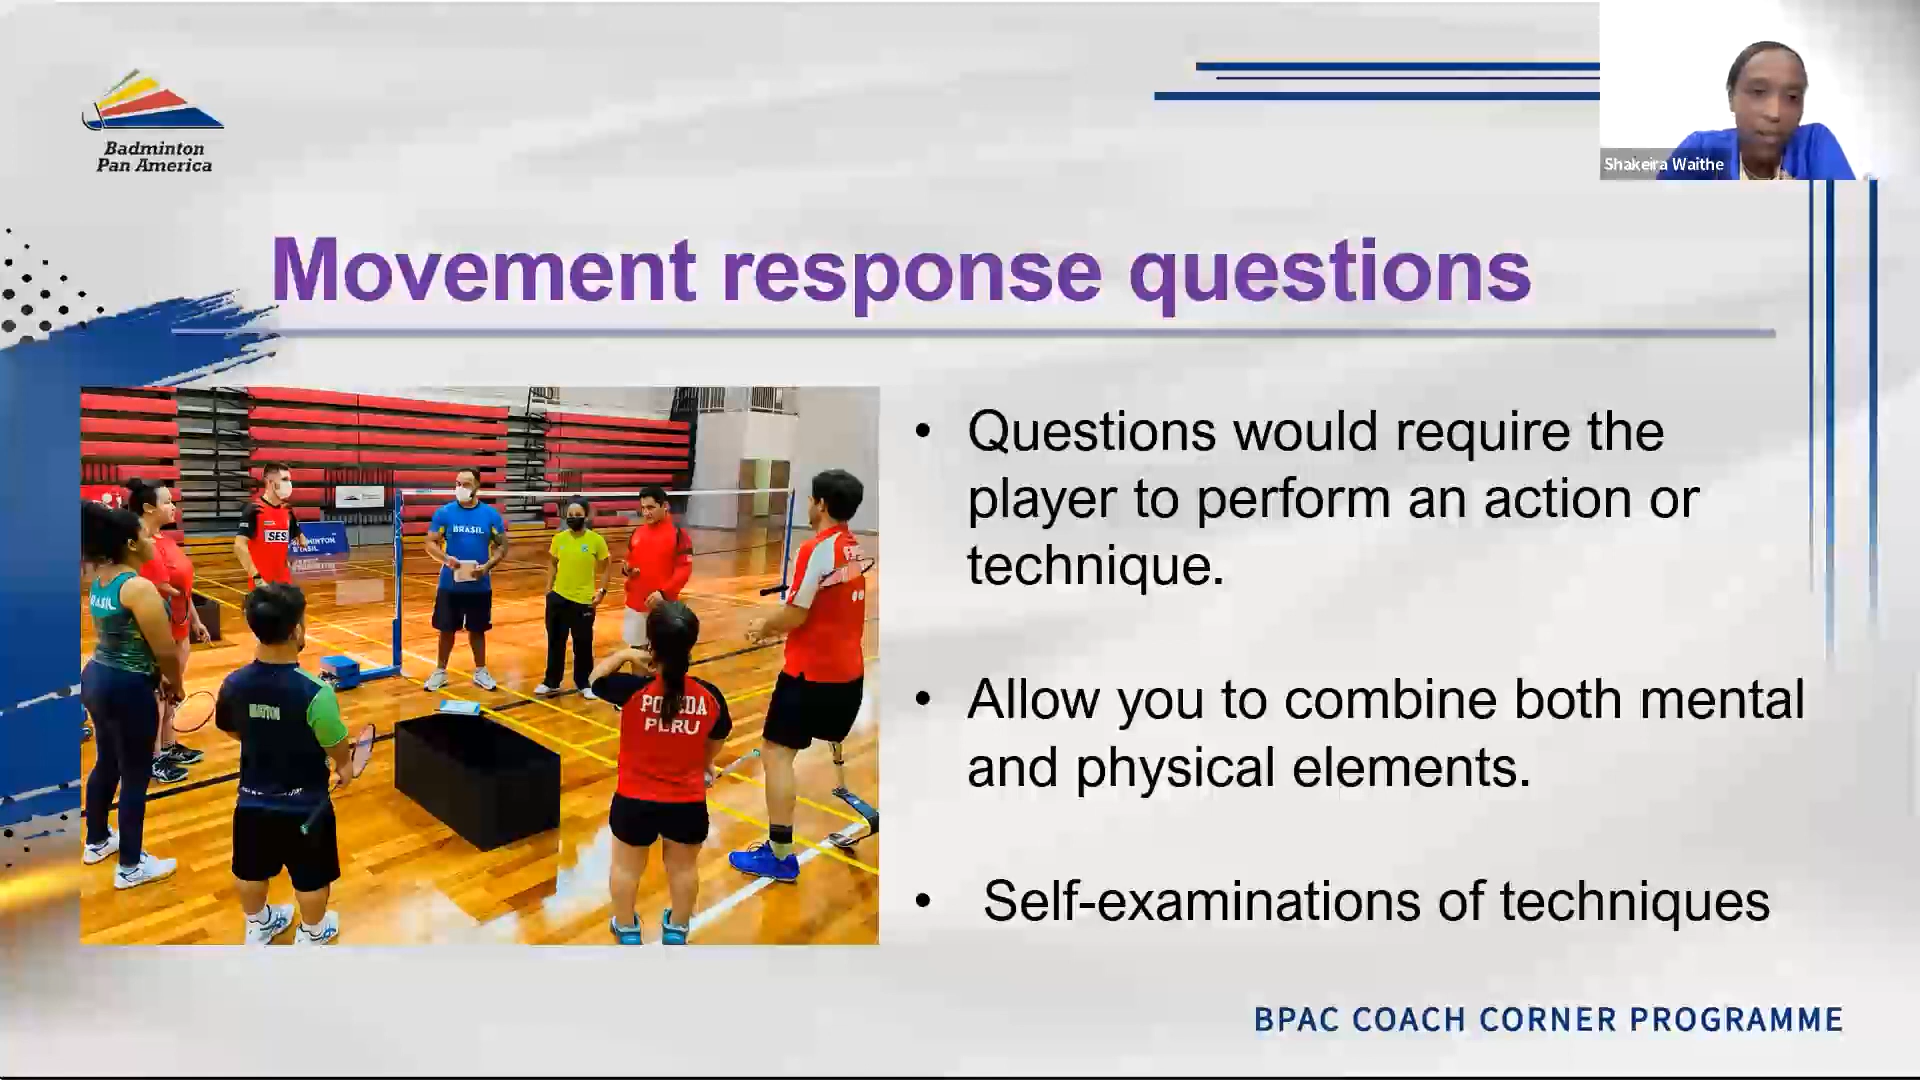 Badminton
Pan America
Shakeira Waithe
Movement response questions
• Questions would require the
player to perform an action or
technique.
• Allow you to combine both mental
and physical elements.
• Self-examinations of techniques
SES
BRASIL
BADMINTON
BRASIL
PERU
BPAC COACH CORNER PROGRAMME